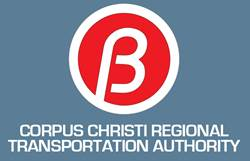 B
CORPUS CHRISTI REGIONAL
TRANSPORTATION AUTHORITY